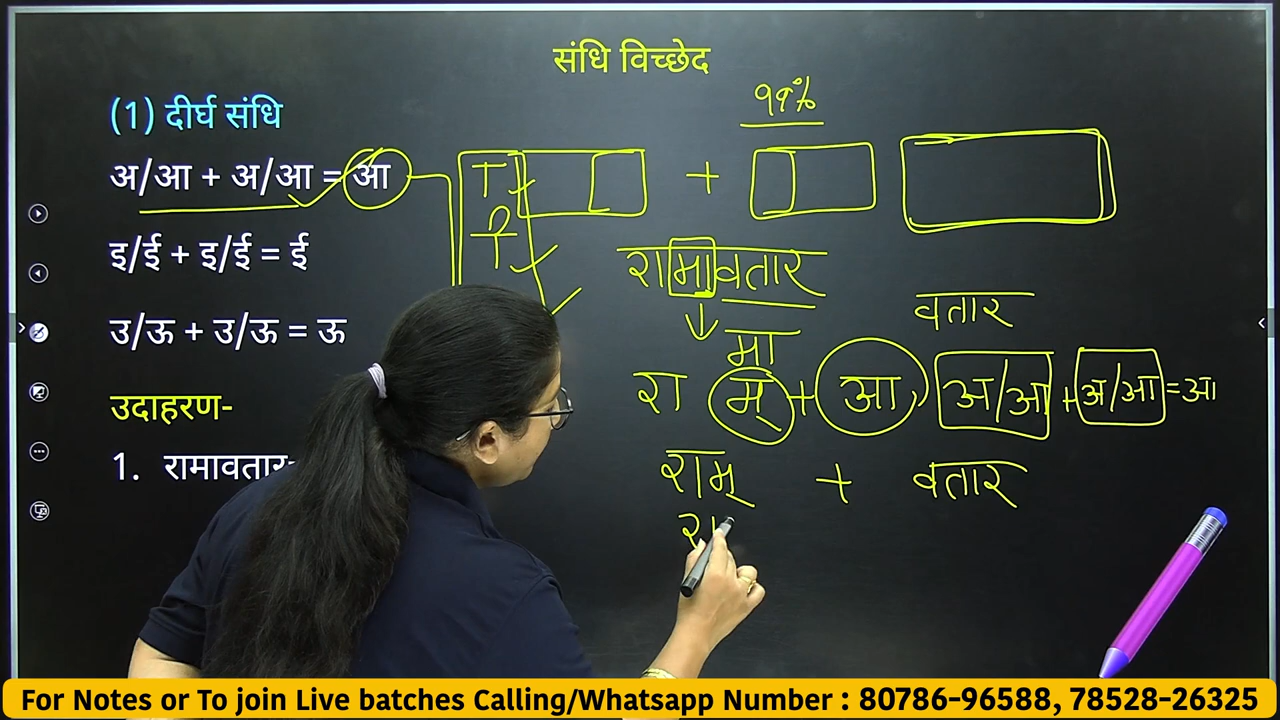 संधि विच्छेद
(1) दीर्घ संधि
99%
अ/आ + अ/आ = आ
+
रामावतार
इ/ई + इ/ई = ई
वतार
उ/ऊ + उ/ऊ = ऊ
मा
रा म् + आ अ/आ + अ/आ = आ
उदाहरण-
1. रामावतार-
राम् + वतार
रा
For Notes or To join Live batches Calling/Whatsapp Number : 80786-96588, 78528-26325